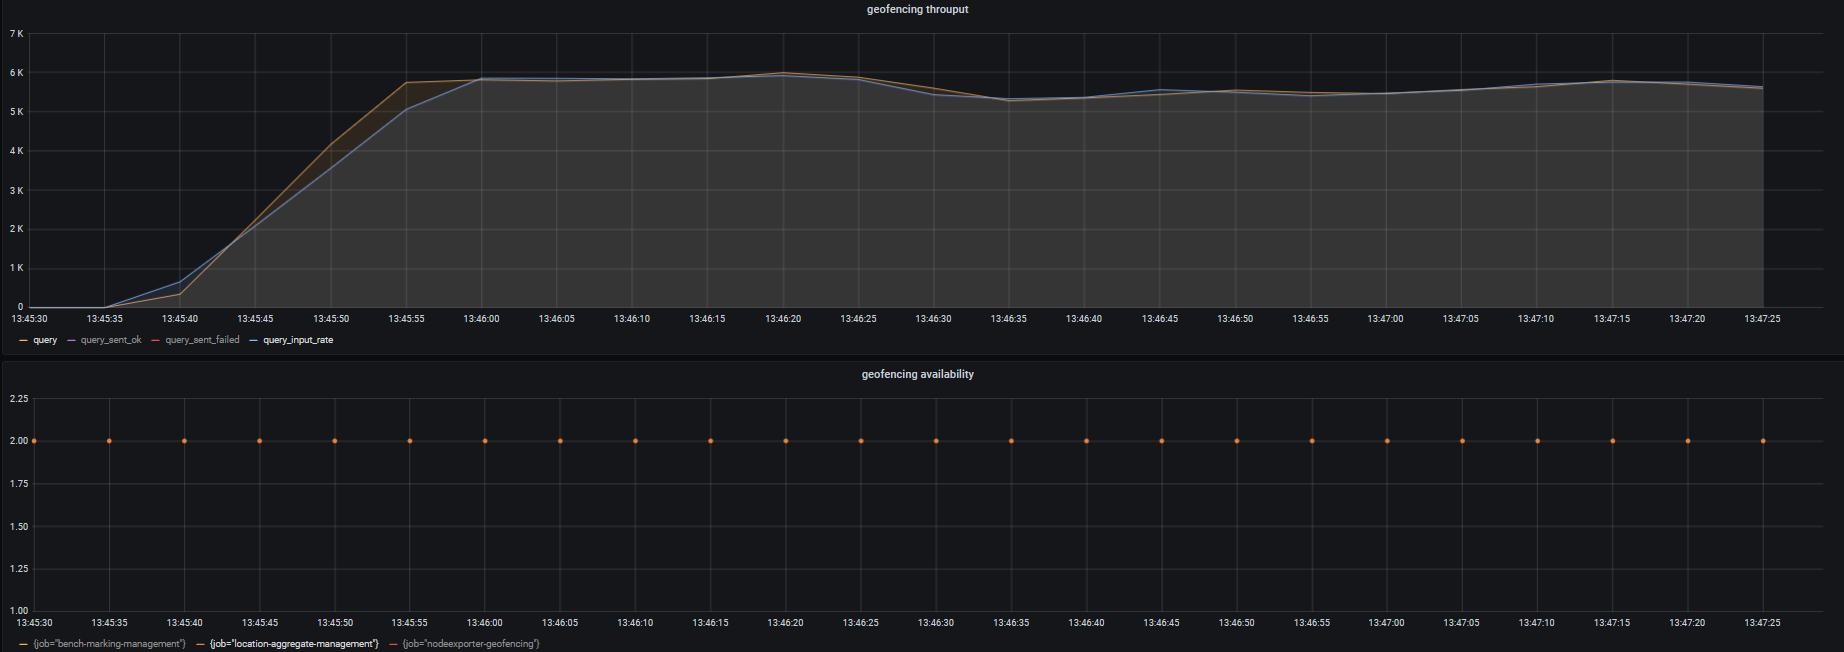 geofencing throuput
7 K
6 K
5 K
4 K
3 K
2 K
1 K
0
13:45:30 13:45:35 13:45:40 13:45:45 13:45:50 13:45:55 13:46:00 13:46:05 13:46:10 13:46:15 13:46:20 13:46:25 13:46:30 13:46:35 13:46:40 13:46:45 13:46:50 13:46:55 13:47:00 13:47:05 13:47:10 13:47:15 13:47:20 13:47:25
query query_sent_ok query_sent_failed query_input_rate
geofencing availability
2.25
2.00
1.75
1.50
1.25
1.00
13:45:30 13:45:35 13:45:40 13:45:45 13:45:50 13:45:55 13:46:00 13:46:05 13:46:10 13:46:15 13:46:20 13:46:25 13:46:30 13:46:35 13:46:40 13:46:45 13:46:50 13:46:55 13:47:00 13:47:05 13:47:10 13:47:15 13:47:20 13:47:25
{job="bench-marking-management"} {job="location-aggregate-management"} {job="nodeexporter-geofencing"}